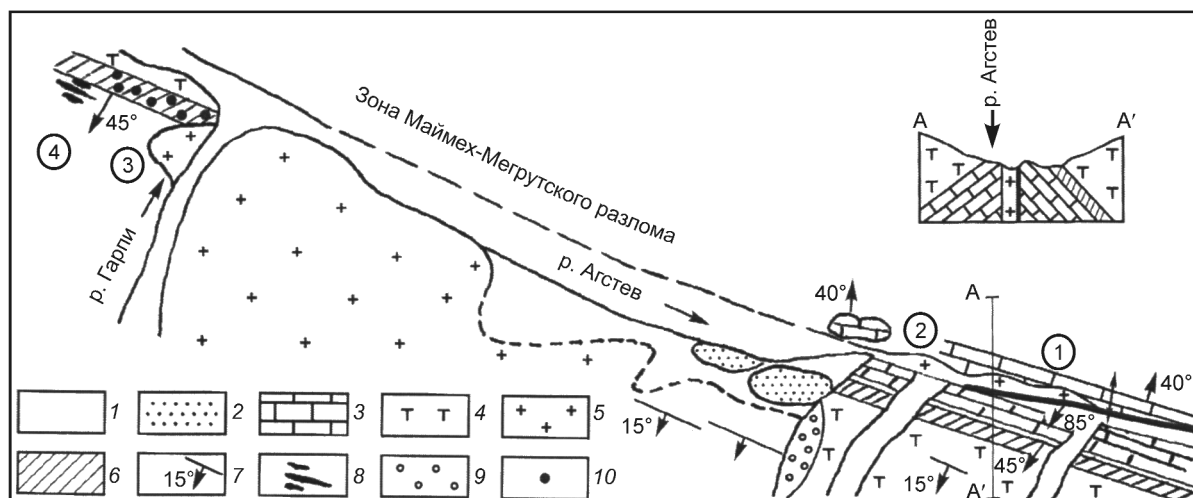 р. Агстев
A
A′
Зона Маймех-Мегрутского разлома
45°
4
3
р. Гарпи
р. Агстев
40°
A
2
1
40°
85°
15°
45°
15°
A′
1
2
3
4
5
6
15°
7
8
9
10